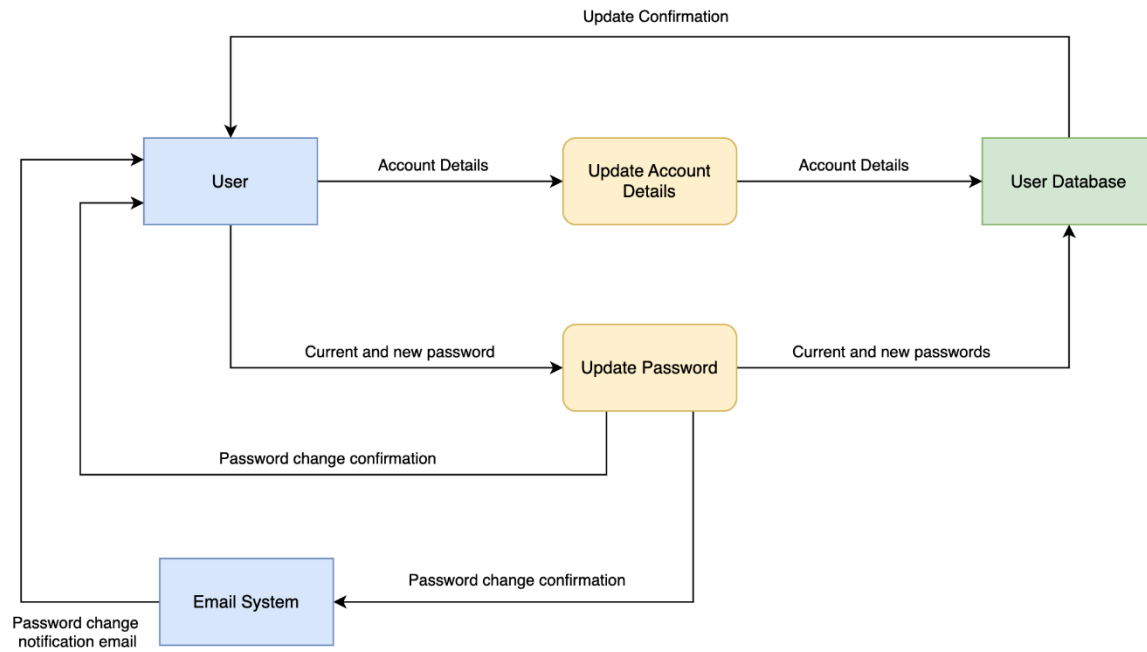 Update Confirmation
User
Account Details
Update Account
Details
Account Details
User Database
Current and new password
Update Password
Current and new passwords
Password change confirmation
Password change confirmation
Email System
Password change
notification email